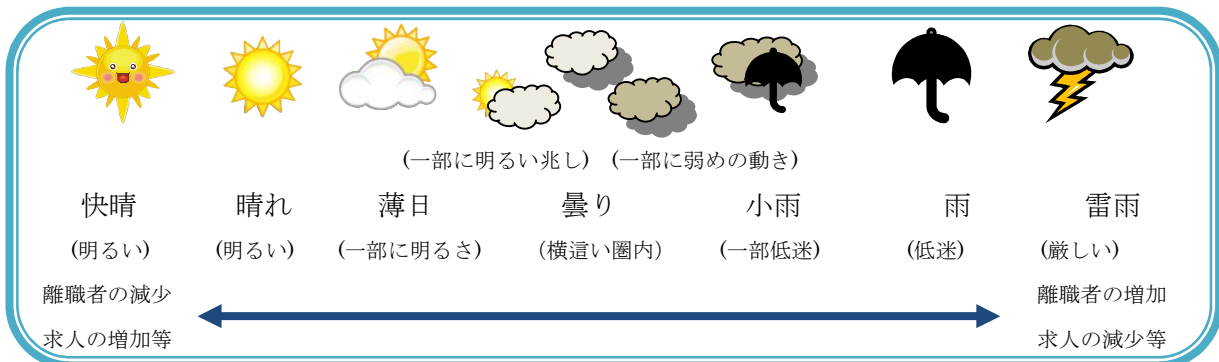 (一部に明るい兆し) (一部に弱めの動き)
快晴 晴れ 薄日 曇り 小雨 雨 雷雨
(明るい) (明るい) (一部に明るさ) （横這い圏内） (一部低迷) (低迷) (厳しい)
離職者の減少 離職者の増加
求人の増加等 求人の減少等